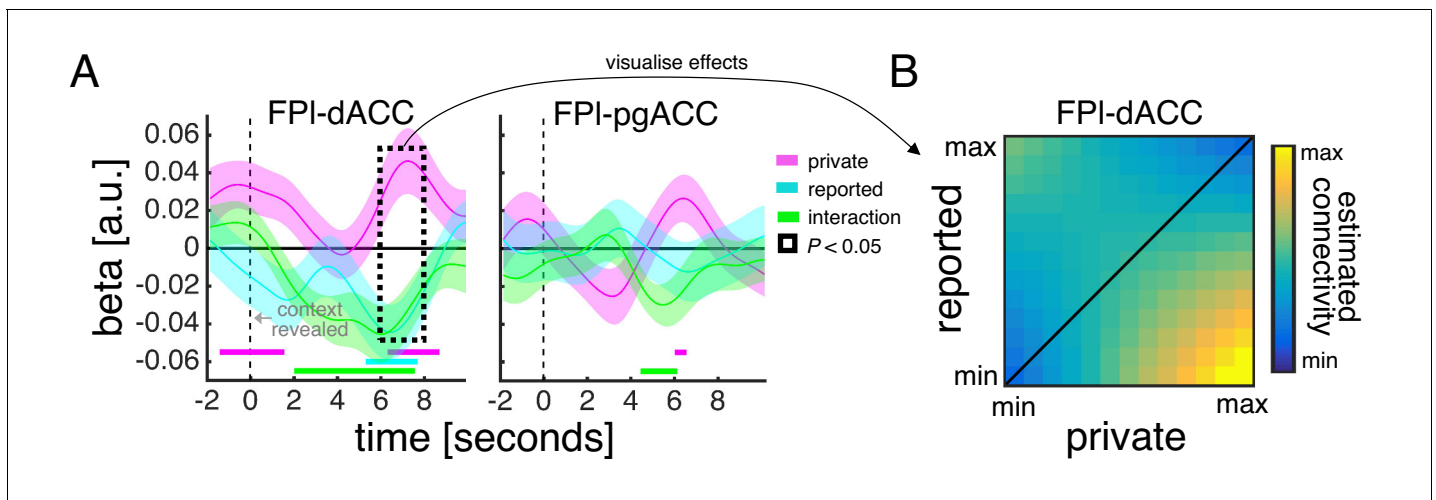 A
visualise effects
B
FPl-dACC
FPl-pgACC
FPl-dACC
beta [a.u.]
0.06
0.04
0.02
0
-0.02
-0.04
-0.06
context
revealed
-2 0 2 4 6 8
-2 0 2 4 6 8
time [seconds]
private
reported
interaction
P < 0.05
reported
max
min
min
max
private
max
min
estimated
connectivity